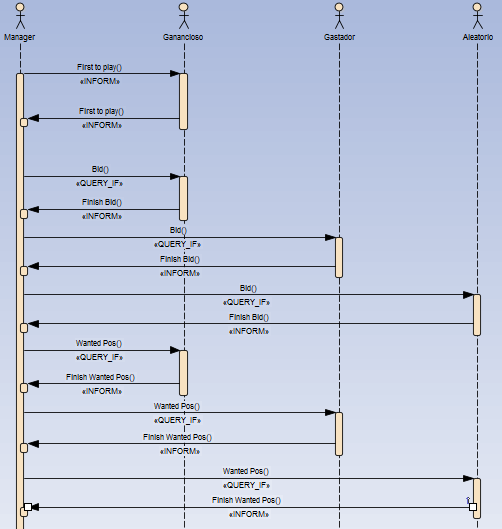 Manager Ganancioso Gastador Aleatorio
First to play()
«INFORM»
First to play()
«INFORM»
Bid()
«QUERY_IF»
Finish Bid()
«INFORM»
Bid()
«QUERY_IF»
Finish Bid()
«INFORM»
Bid()
«QUERY_IF»
Finish Bid()
«INFORM»
Wanted Pos()
«QUERY_IF»
Finish Wanted Pos()
«INFORM»
Wanted Pos()
«QUERY_IF»
Finish Wanted Pos()
«INFORM»
Wanted Pos()
«QUERY_IF»
Finish Wanted Pos()
«INFORM»